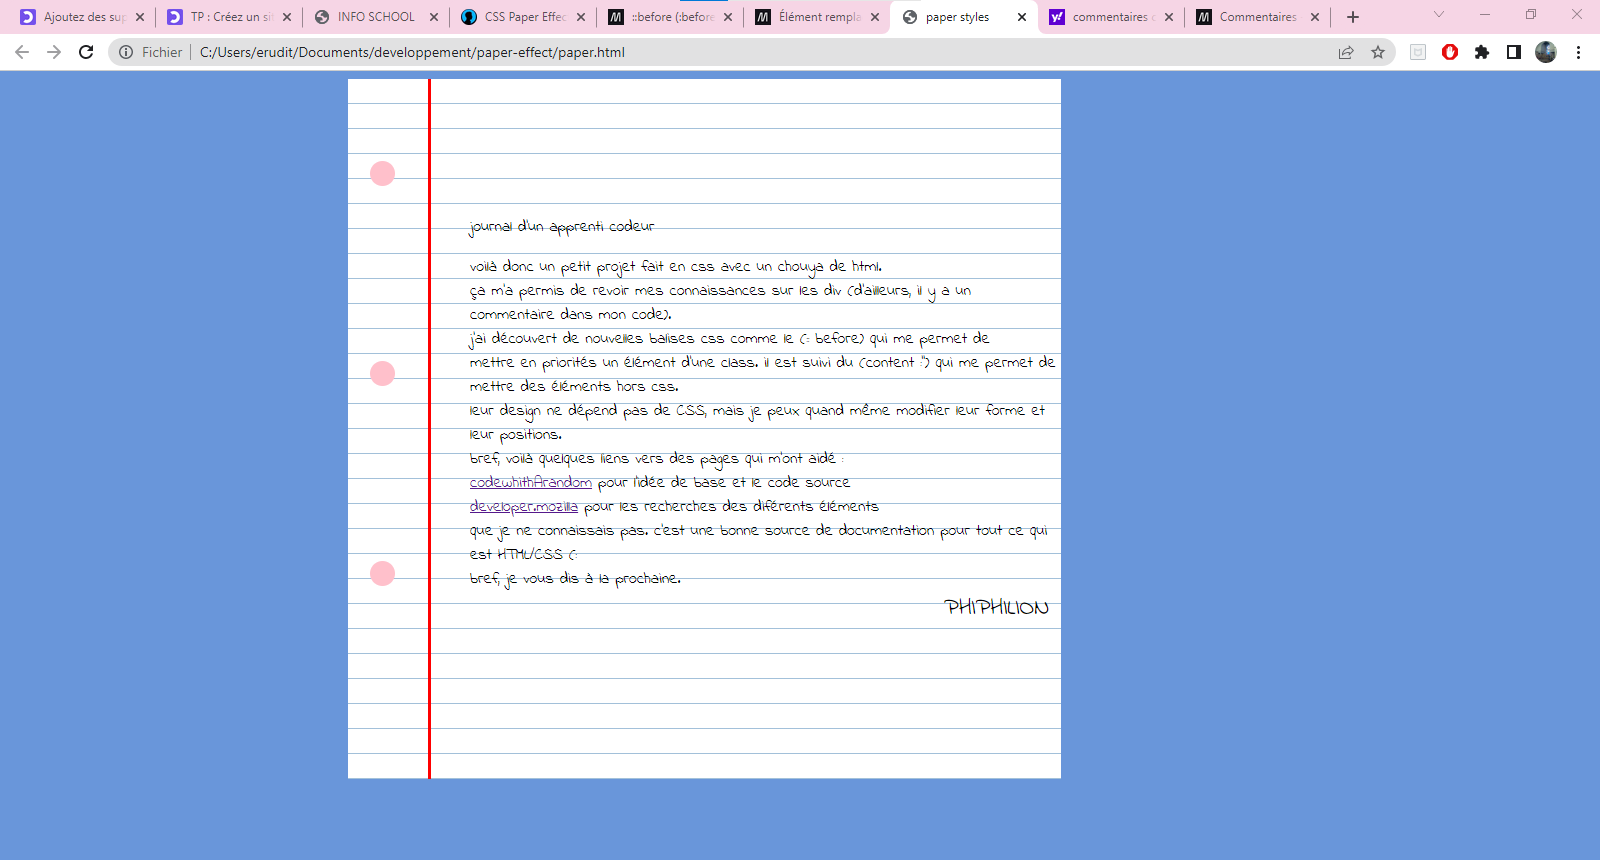 Ajoutez des sup
TP : Créez un sit
INFO SCHOOL
CSS Paper Effec
::before (:before
Élément rempla
paper styles
commentaires c
Commentaires
Fichier
C:/Users/erudit/Documents/developpement/paper-effect/paper.html
journal d'un apprenti codeur
voilà donc un petit projet fait en css avec un chouya de html.
ça m'a permis de revoir mes connaissances sur les div (d'ailleurs, il y a un
commentaire dans mon code).
j'ai découvert de nouvelles balises css comme le (: before) qui me permet de
mettre en priorités un élément d'une class. il est suivi du (content :'') qui me permet de
mettre des éléments hors css.
leur design ne dépend pas de CSS, mais je peux quand même modifier leur forme et
leur positions.
bref, voilà quelques liens vers des pages qui m'ont aidé :
codewhithArandom pour l'idée de base et le code source
developer.mozilla pour les recherches des diférents éléments
que je ne connaissais pas. c'est une bonne source de documentation pour tout ce qui
est HTML/CSS (:
bref, je vous dis à la prochaine.
PHIPHILION